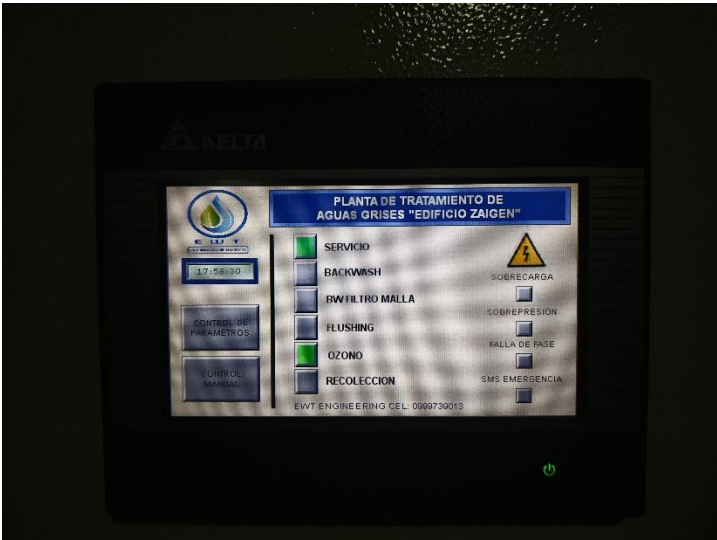 DELTA
PLANTA DE TRATAMIENTO DE
AGUAS GRISES "EDIFICIO ZAIGEN"
EWT
17:58:30
CONTROL DE
PARAMETROS
CONTROL
MANUAL
SERVICIO
BACKWASH
BW FILTRO MALLA
FLUSHING
OZONO
RECOLECCION
SOBRECARGA
SOBREPRESION
FALLA DE FASE
SMS EMERGENCIA
EWT ENGINEERING CEL: 0999739013